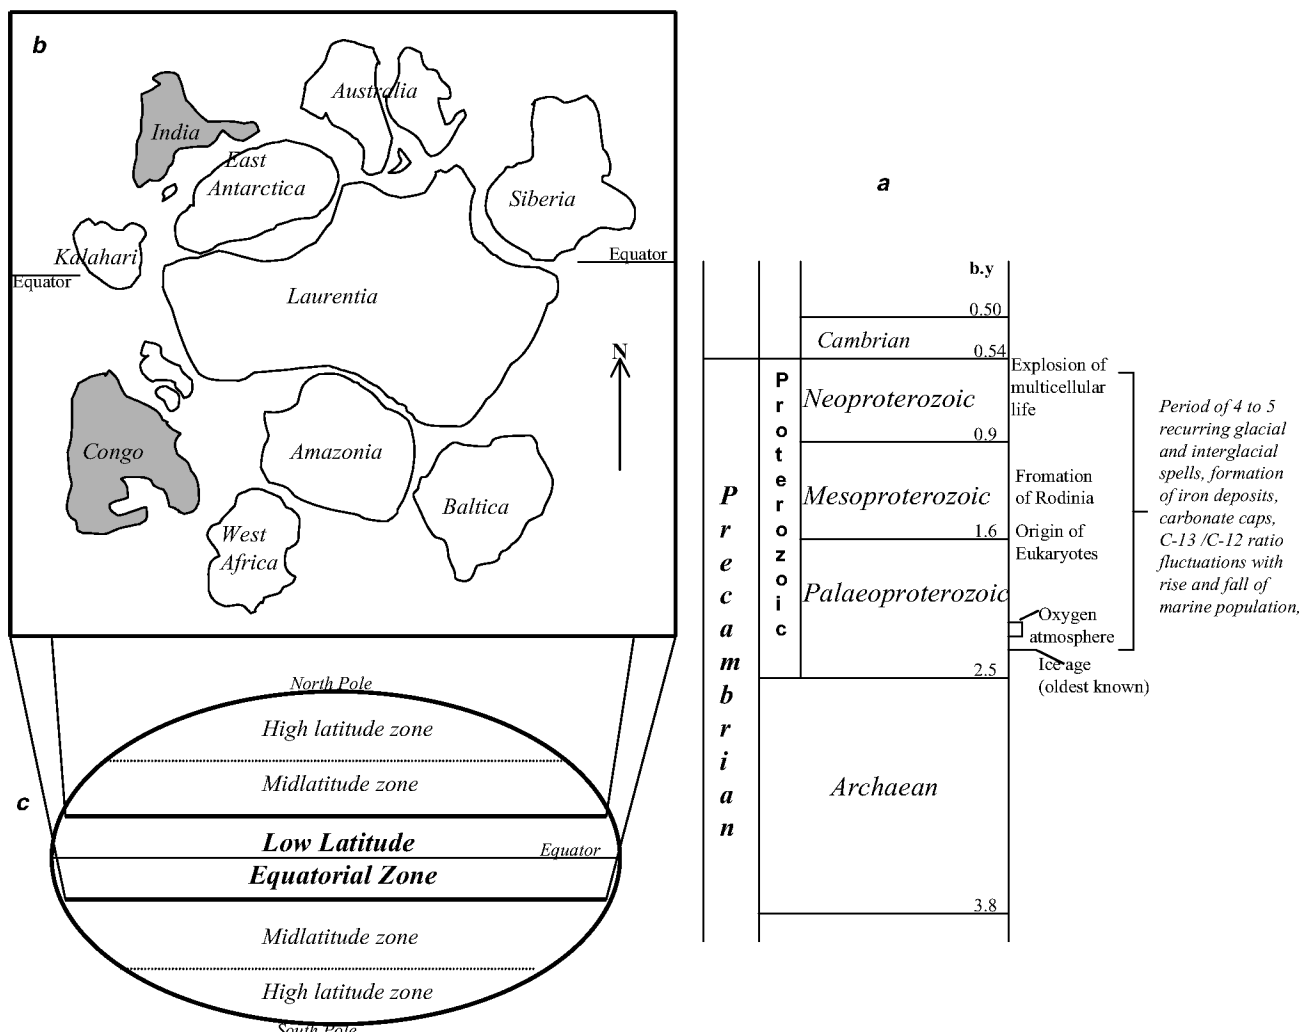 b
Australia
India
East
Antarctica
Siberia
Kalahari
Equator
Equator
Laurentia
N
Congo
Amazonia
Baltica
West
Africa
a
b.y
0.50
Cambrian
0.54
Precambrian
Proterozoic
Neoproterozoic
0.9
Mesoproterozoic
1.6
Palaeoproterozoic
2.5
Archaean
3.8
Explosion of
multicellular
life
Fromation
of Rodinia
Origin of
Eukaryotes
Oxygen
atmosphere
Ice age
(oldest known)
Period of 4 to 5
recurring glacial
and interglacial
spells, formation
of iron deposits,
carbonate caps,
C-13 /C-12 ratio
fluctuations with
rise and fall of
marine population,
c
North Pole
High latitude zone
Midlatitude zone
Low Latitude
Equator
Equatorial Zone
Midlatitude zone
High latitude zone
South Pole